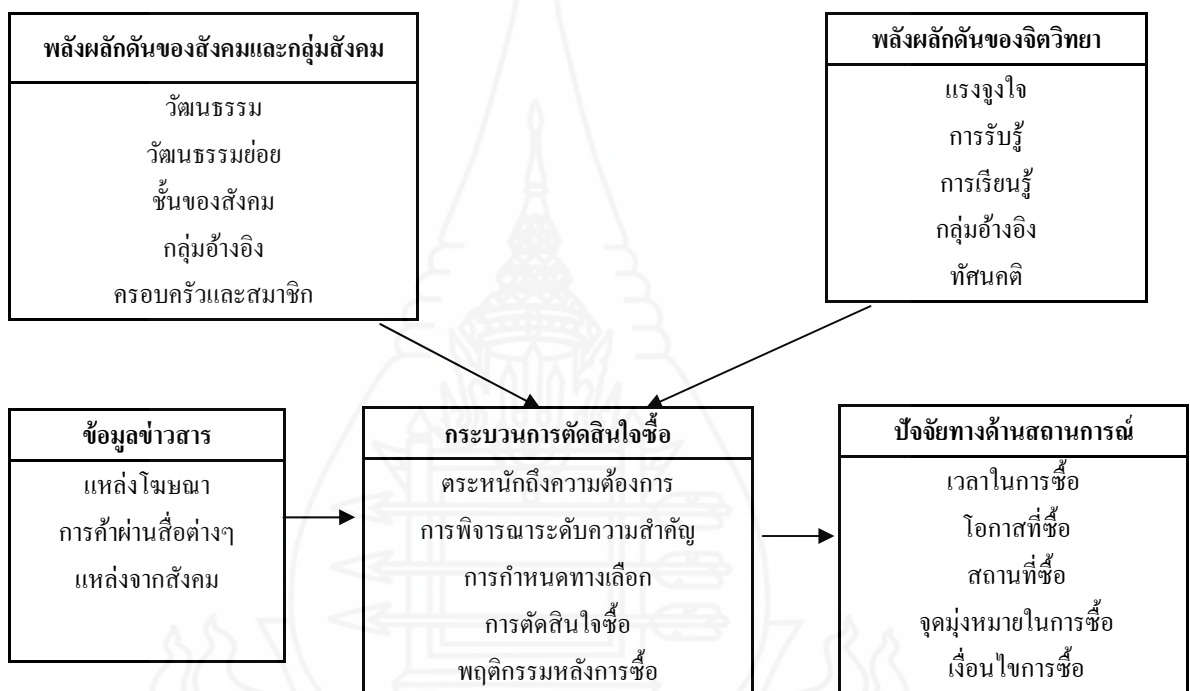 พลังผลักดันของสังคมและกลุ่มสังคม
วัฒนธรรม
วัฒนธรรมย่อย
ชั้นของสังคม
กลุ่มอ้างอิง
ครอบครัวและสมาชิก
พลังผลักดันของจิตวิทยา
แรงจูงใจ
การรับรู้
การเรียนรู้
กลุ่มอ้างอิง
ทัศนคติ
ข้อมูลข่าวสาร
แหล่งโฆษณา
การค้าผ่านสื่อต่างๆ
แหล่งจากสังคม
กระบวนการตัดสินใจซื้อ
ตระหนักถึงความต้องการ
การพิจารณาระดับความสำคัญ
การกำหนดทางเลือก
การตัดสินใจซื้อ
พฤติกรรมหลังการซื้อ
ปัจจัยทางด้านสถานการณ์
เวลาในการซื้อ
โอกาสที่ซื้อ
สถานที่ซื้อ
จุดมุ่งหมายในการซื้อ
เงื่อนไขการซื้อ